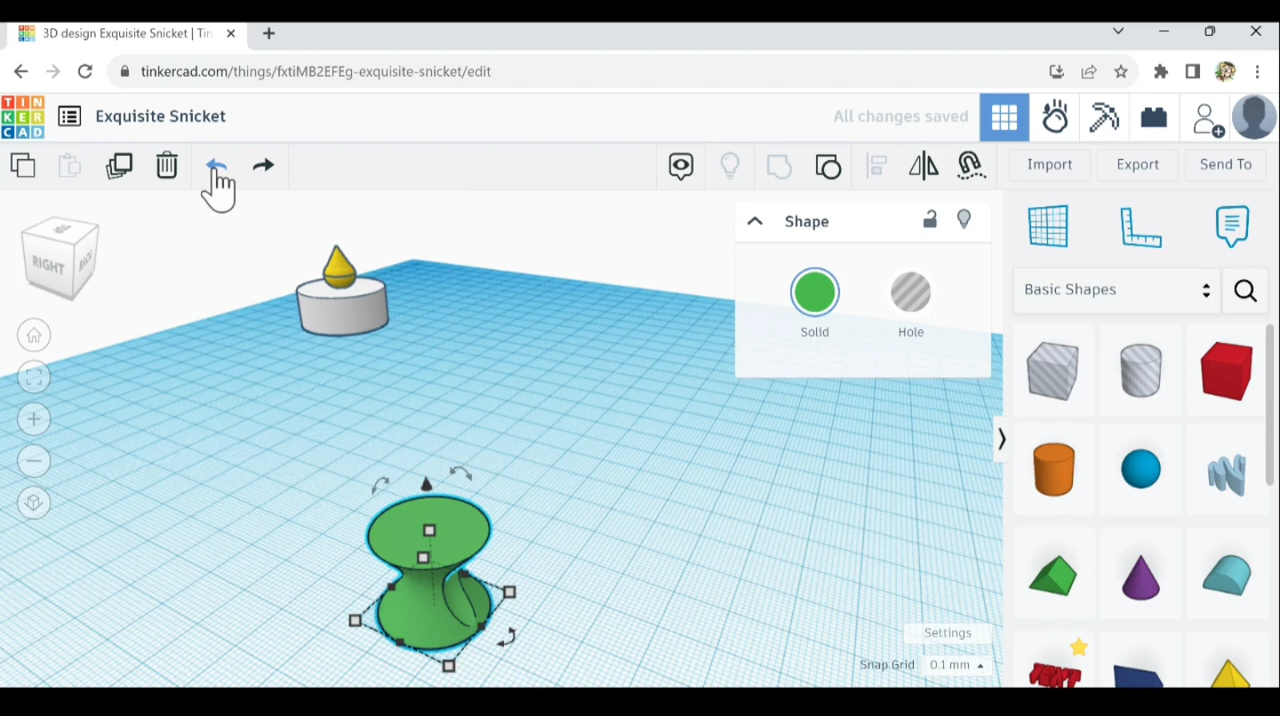 3D design Exquisite Snicket | Tin
tinkercad.com/things/fxtiMB2EFEg-exquisite-snicket/edit
TIN
KER
CAD
Exquisite Snicket
All changes saved
Import
Export
Send To
Shape
Solid
Hole
RIGHT
BACK
Basic Shapes
Settings
Snap Grid
0.1 mm
TEXT